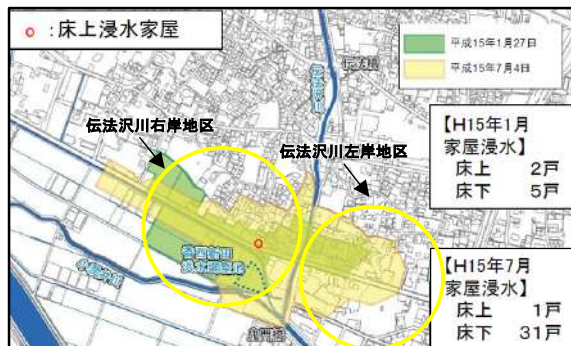 ○ :床上浸水家屋
平成15年1月27日
平成15年7月4日
伝法沢川
伝法沢川右岸地区
伝法沢川左岸地区
【H15年1月
家屋浸水】
床上 2戸
床下 5戸
【H15年7月
家屋浸水】
床上 1戸
床下 31戸